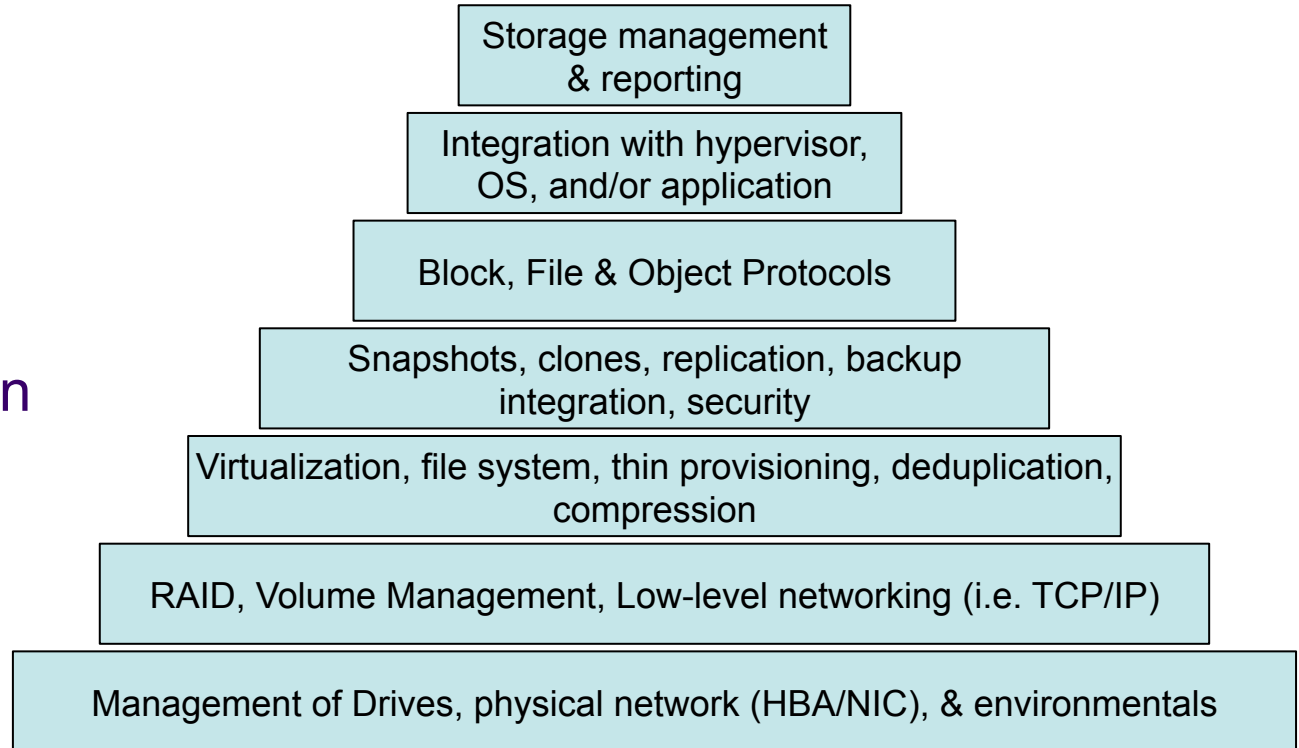 Storage management
& reporting
Integration with hypervisor,
OS, and/or application
Block, File & Object Protocols
Snapshots, clones, replication, backup
integration, security
n
Virtualization, file system, thin provisioning, deduplication,
compression
RAID, Volume Management, Low-level networking (i.e. TCP/IP)
Management of Drives, physical network (HBA/NIC), & environmentals